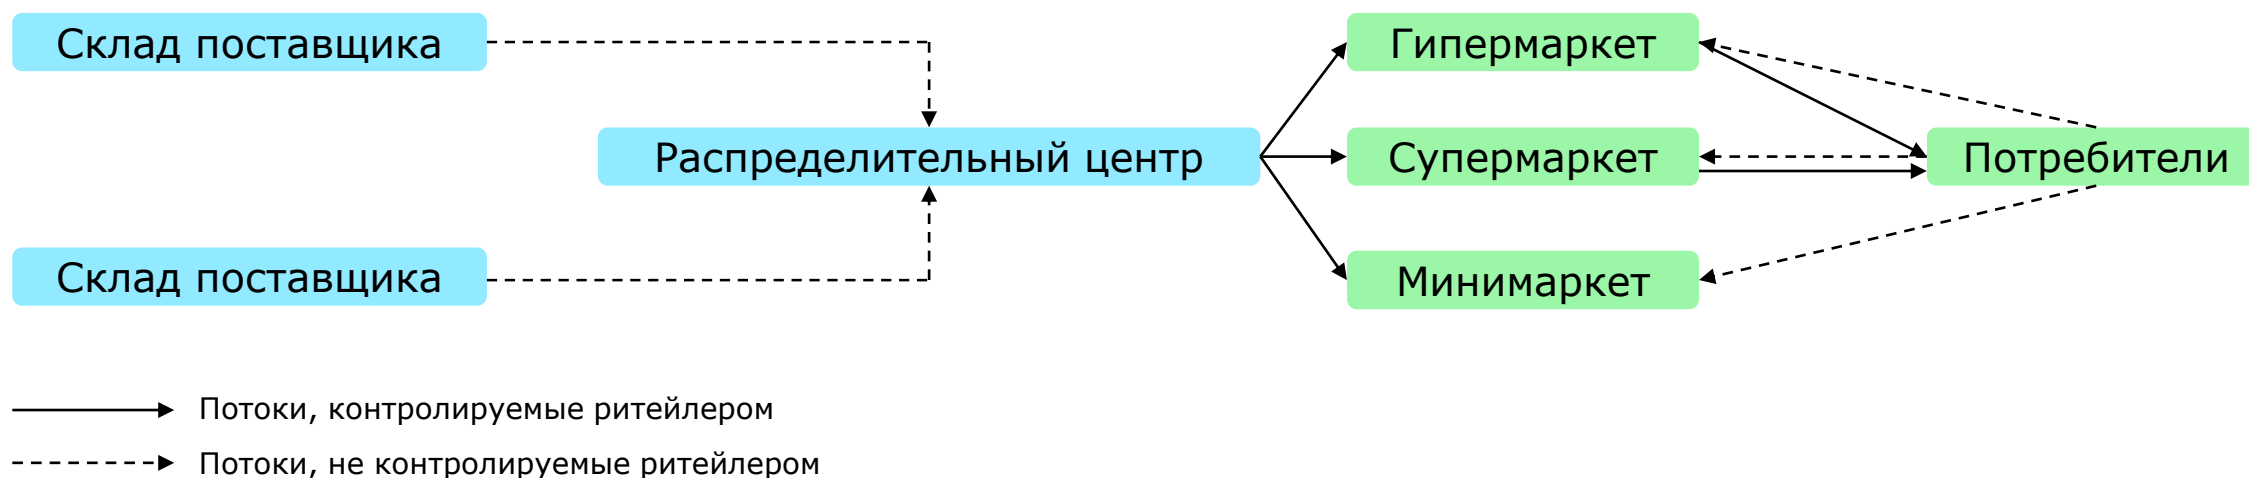 Склад поставщика
Гипермаркет
Распределительный центр
Супермаркет
Потребители
Склад поставщика
Минимаркет
Потоки, контролируемые ритейлером
Потоки, не контролируемые ритейлером